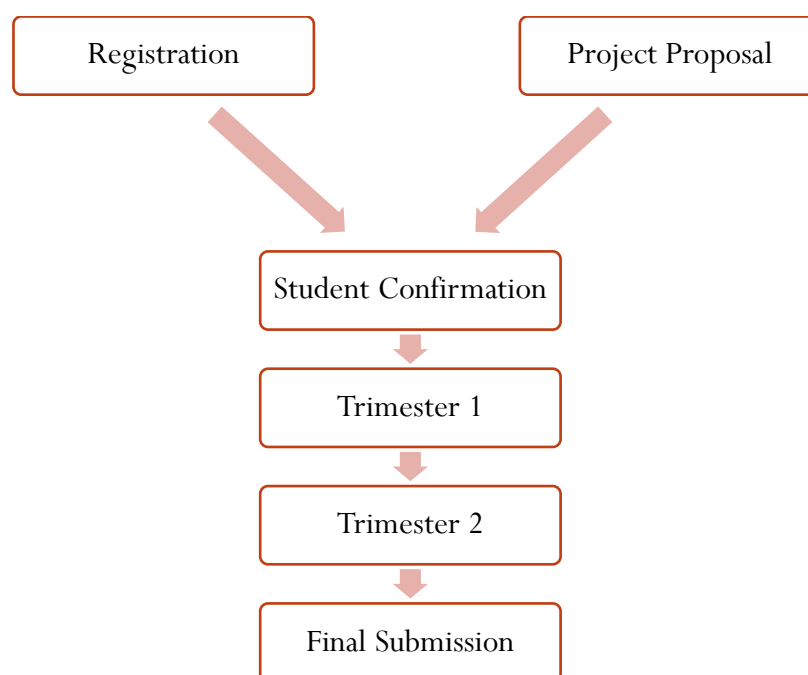 Registration
Project Proposal
Student Confirmation
Trimester 1
Trimester 2
Final Submission